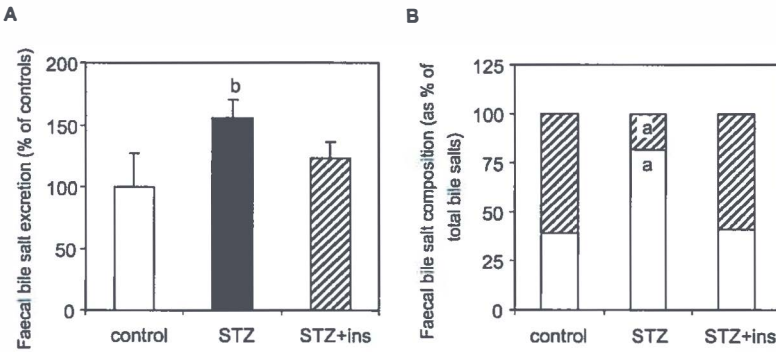 A
Faecal bile salt excretion (% of controls)
200
150
100
50
0
b
control STZ STZ+ins
B
Faecal bile salt composition (as % of
total bile salts)
125
100
75
50
25
0
a
a
control STZ STZ+ins